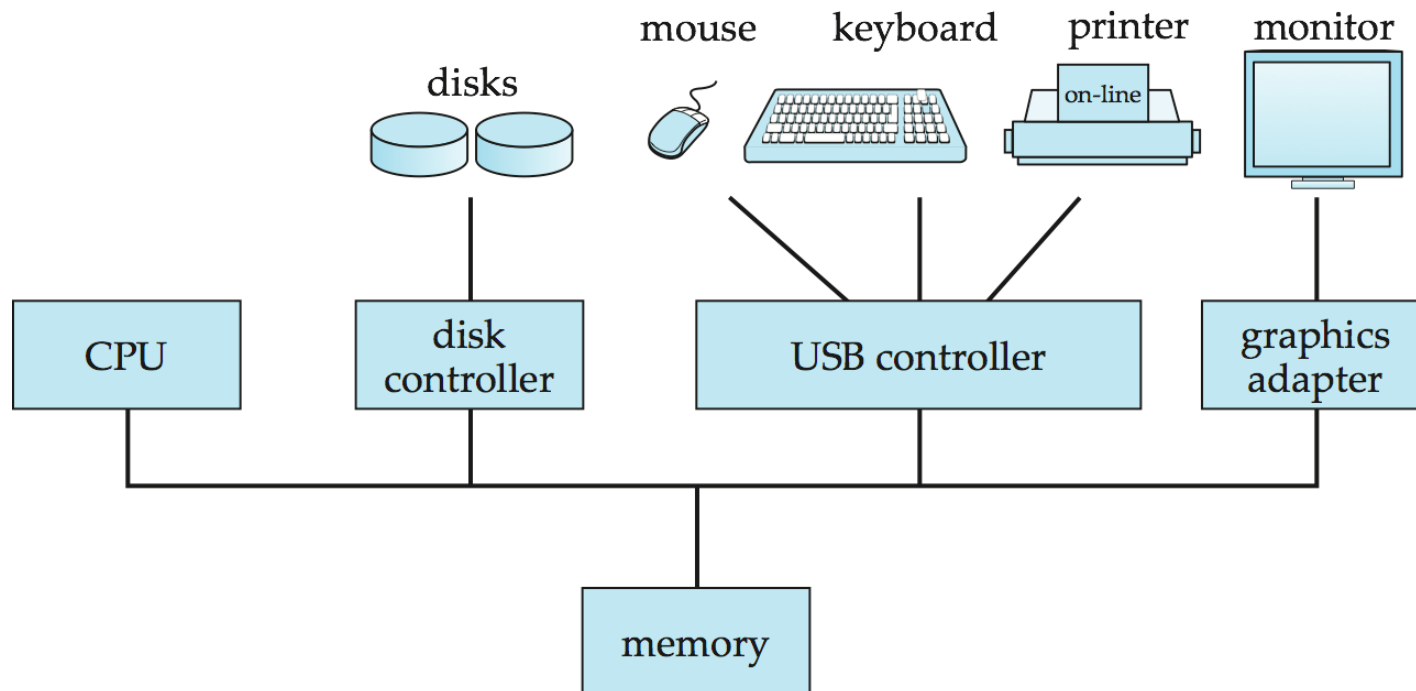 mouse
keyboard
printer
monitor
disks
on-line
CPU
disk
controller
USB controller
graphics
adapter
memory